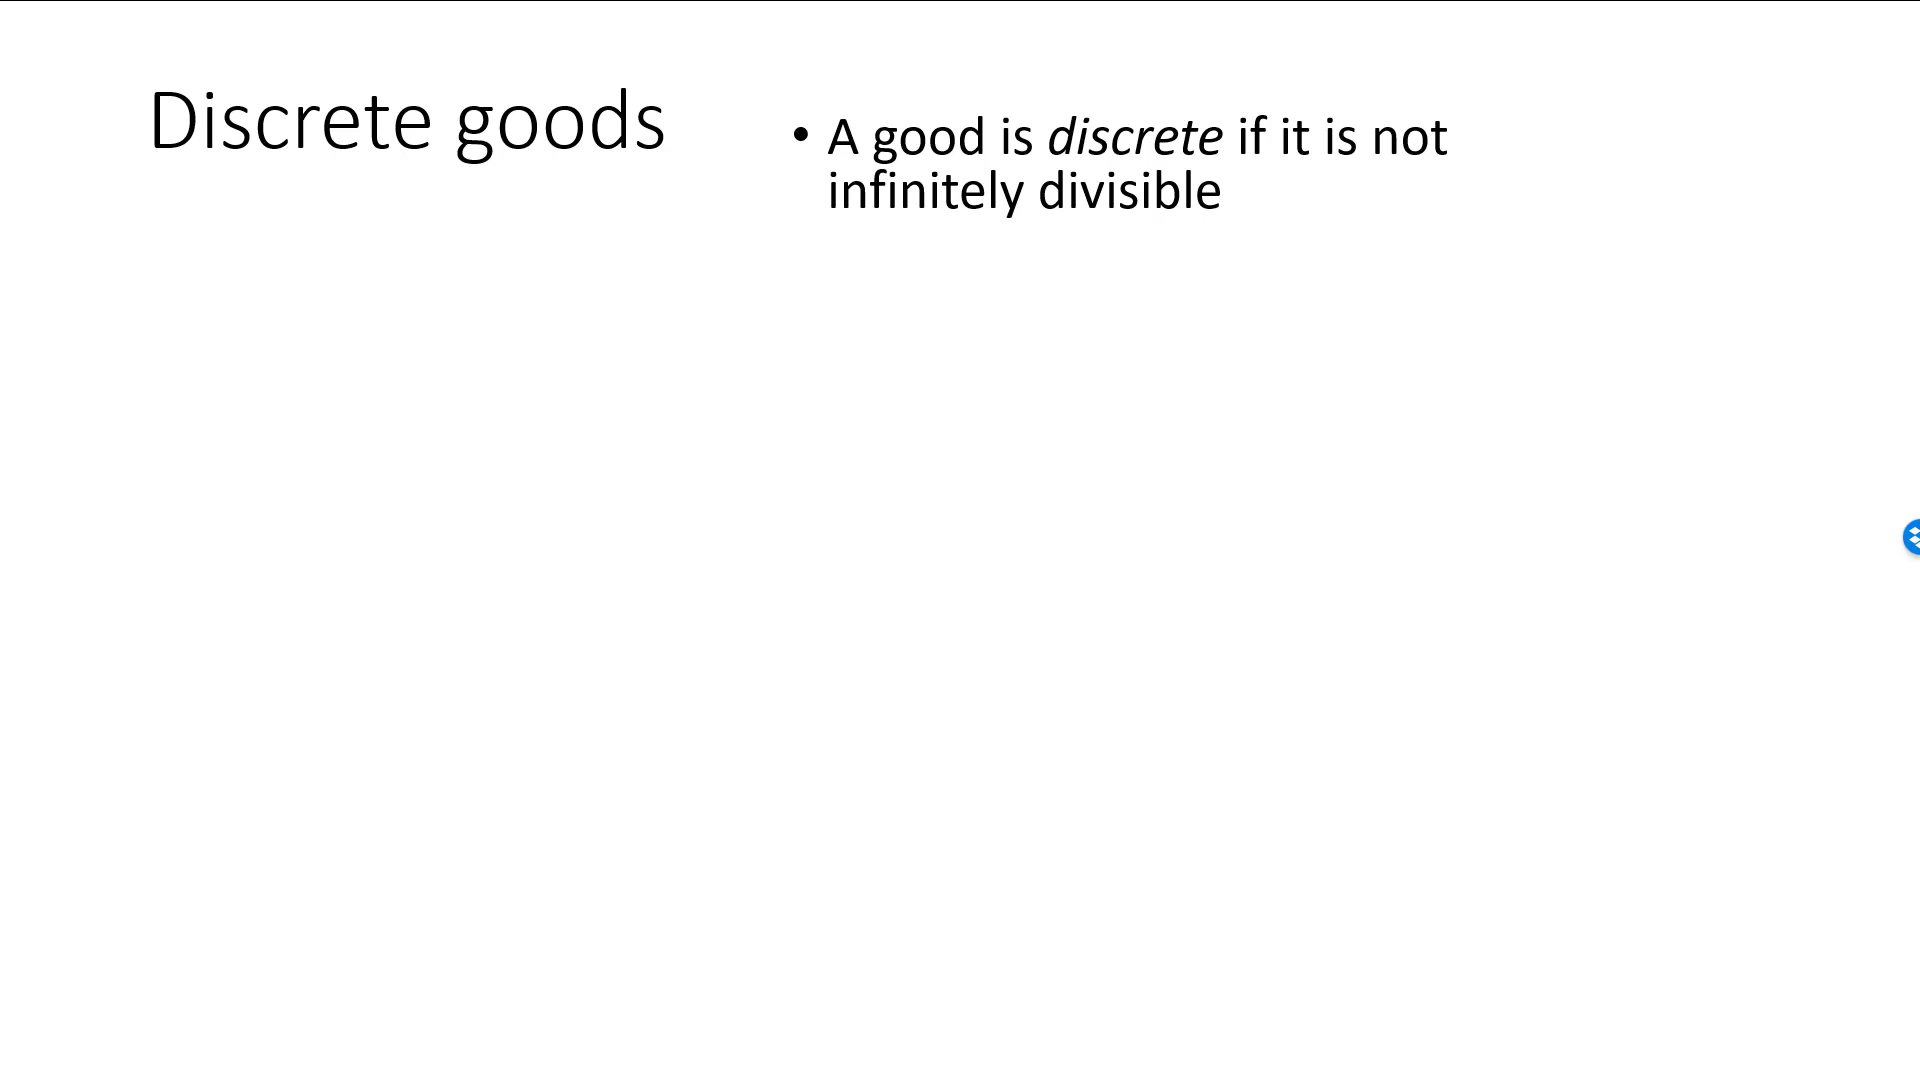 Discrete goods
• A good is discrete if it is not
infinitely divisible